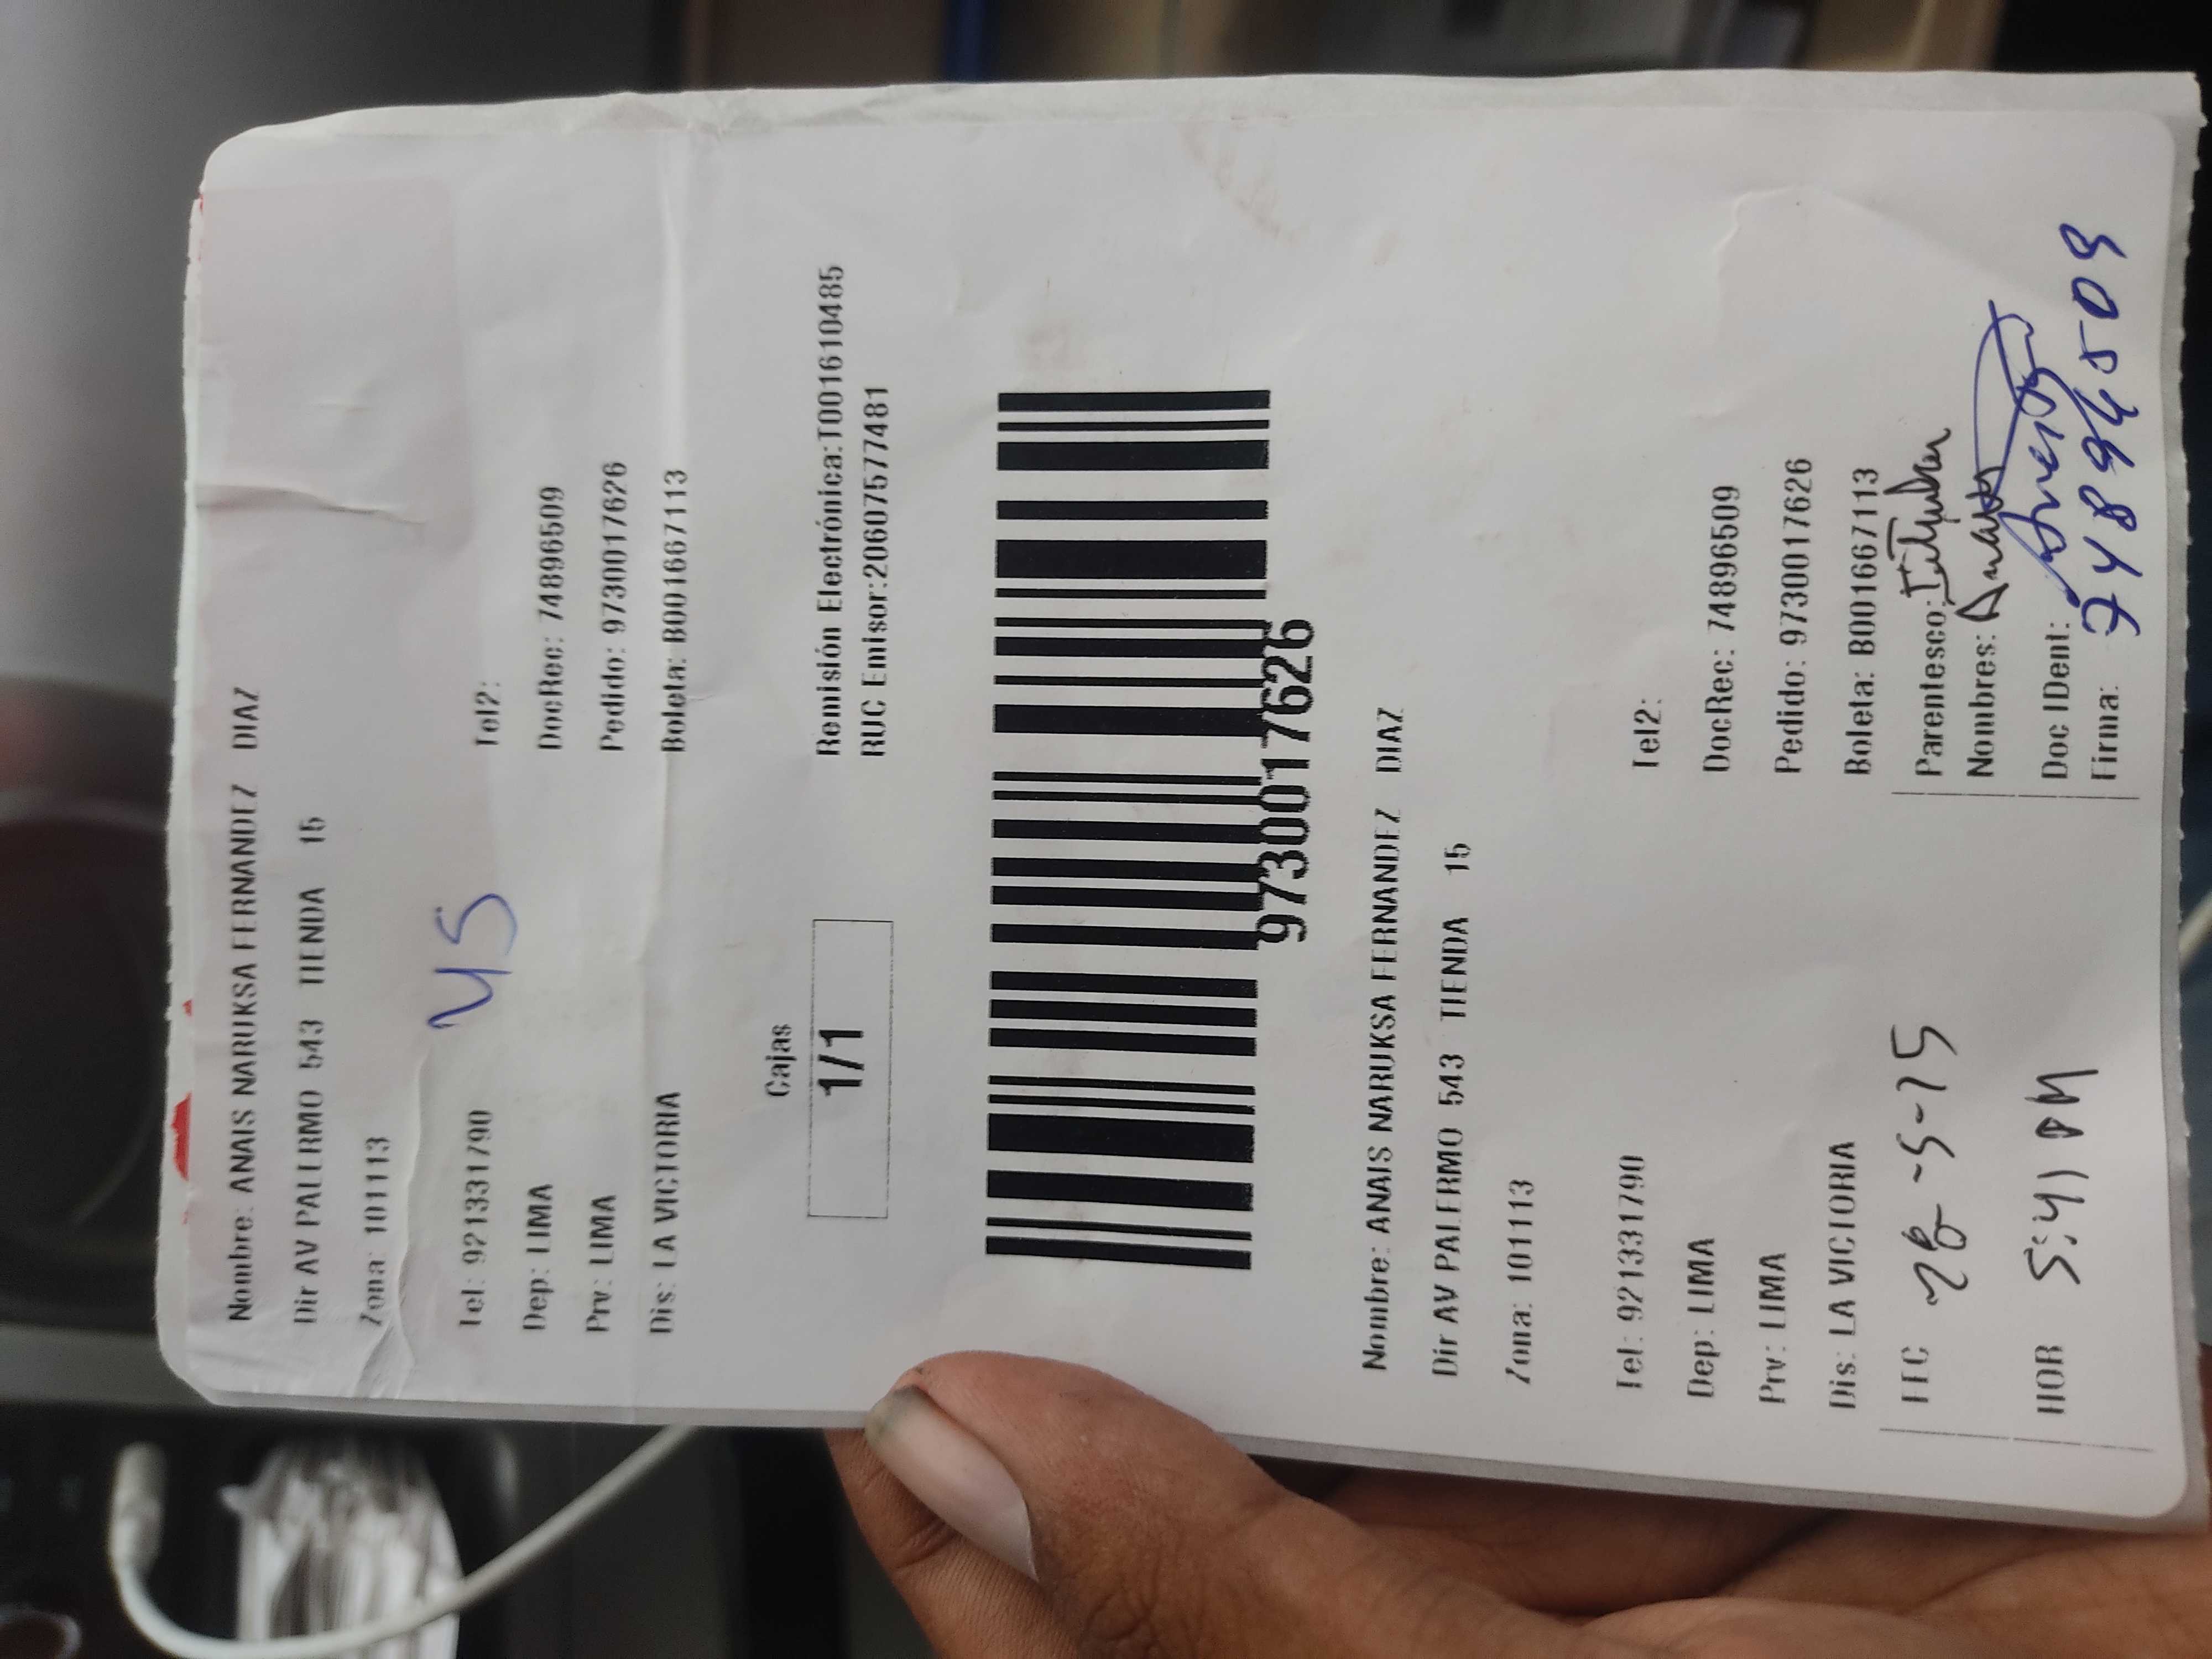 Nombre: ANAIS NARUKSA FERNANDEZ DIAZ
Dir AV PALERMO 543 TIENDA 15
Zona: 101113
45
Tel: 921331790 Tel2:
Dep: LIMA DocRec: 74896509
Prv: LIMA Pedido: 9730017626
Dis: LA VICTORIA Boleta: B001667113
Cajas
1/1
Remisión Electrónica:T001610485
RUC Emisor:20607577481
9730017626
Nombre: ANAIS NARUKSA FERNANDEZ DIAZ
Dir AV PALERMO 543 TIENDA 15
Zona: 101113
Tel: 921331790 Tel2:
Dep: LIMA DocRec: 74896509
Prv: LIMA Pedido: 9730017626
Dis: LA VICTORIA Boleta: B001667113
FEC 28-5-25 Parentesco: Titular
Nombres: Anais
HOR 5:41 PM Doc IDent:
Firma: 74896509